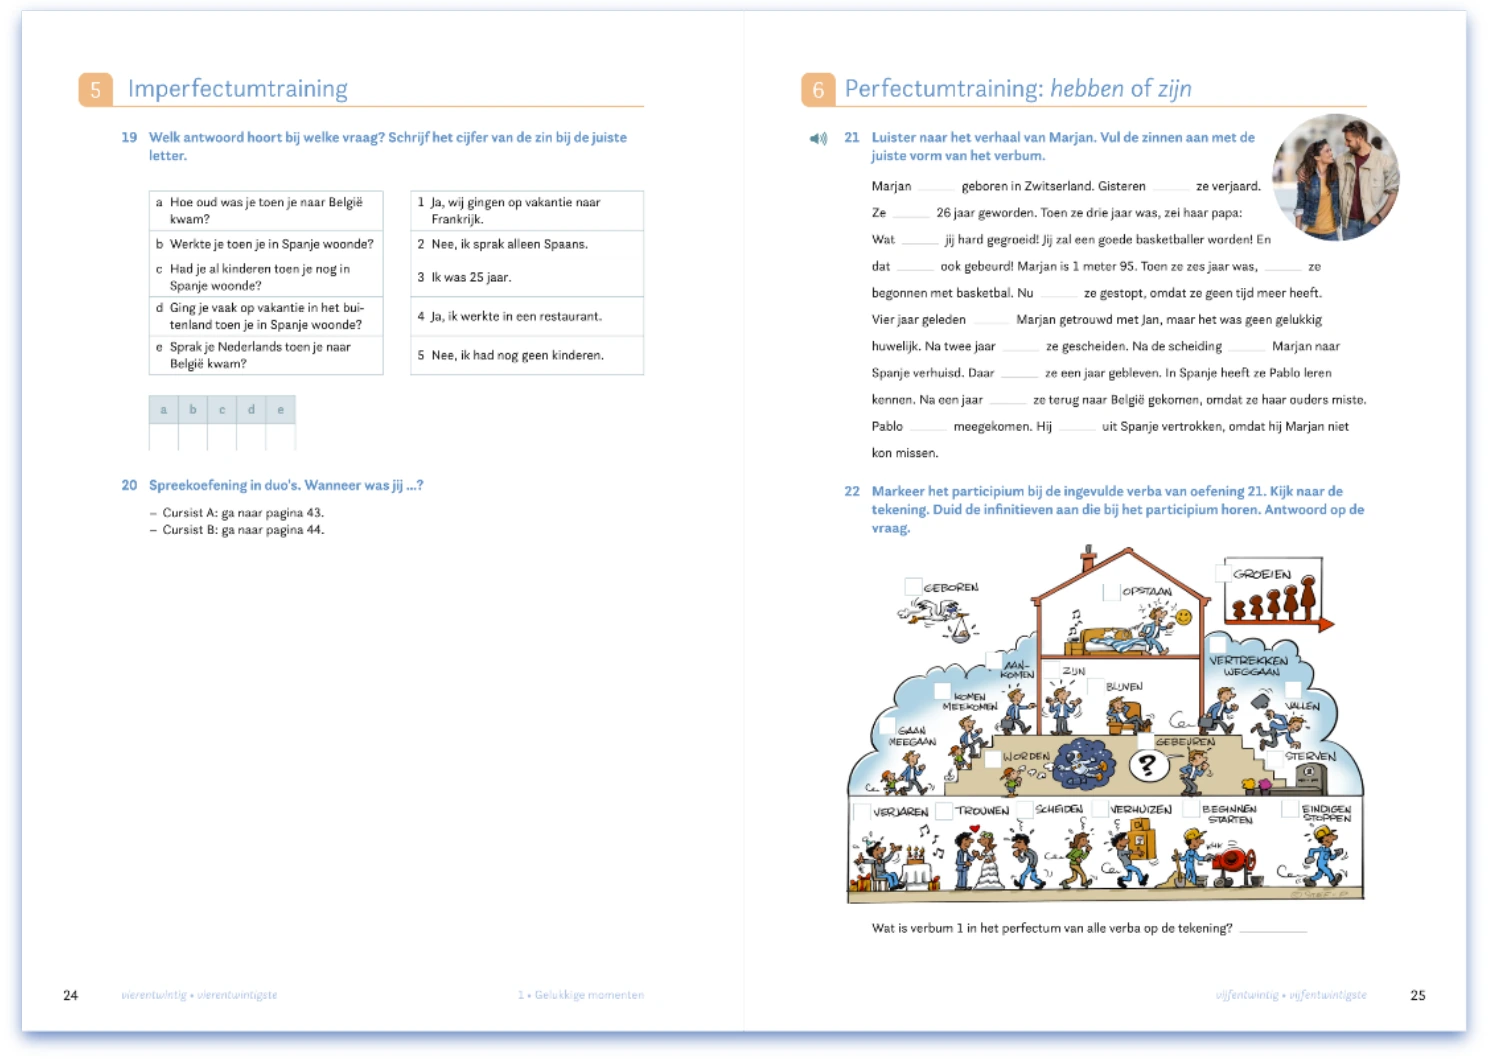 5 Imperfectumtraining
19 Welk antwoord hoort bij welke vraag? Schrijf het cijfer van de zin bij de juiste
letter.
a Hoe oud was je toen je naar België
kwam?
b Werkte je toen je in Spanje woonde?
c Had je al kinderen toen je nog in
Spanje woonde?
d Ging je vaak op vakantie in het bui-
tenland toen je in Spanje woonde?
e Sprak je Nederlands toen je naar
België kwam?
1 Ja, wij gingen op vakantie naar
Frankrijk.
2 Nee, ik sprak alleen Spaans.
3 Ik was 25 jaar.
4 Ja, ik werkte in een restaurant.
5 Nee, ik had nog geen kinderen.
a b c d e
20 Spreekoefening in duo's. Wanneer was jij ...?
– Cursist A: ga naar pagina 43.
– Cursist B: ga naar pagina 44.
24 vierentwintig • vierentwintigste 1 • Gelukkige momenten
6 Perfectumtraining: hebben of zijn
21 Luister naar het verhaal van Marjan. Vul de zinnen aan met de
juiste vorm van het verbum.
Marjan ______ geboren in Zwitserland. Gisteren ______ ze verjaard.
Ze ______ 26 jaar geworden. Toen ze drie jaar was, zei haar papa:
Wat ______ jij hard gegroeid! Jij zal een goede basketballer worden! En
dat ______ ook gebeurd! Marjan is 1 meter 95. Toen ze zes jaar was, ______ ze
begonnen met basketbal. Nu ______ ze gestopt, omdat ze geen tijd meer heeft.
Vier jaar geleden ______ Marjan getrouwd met Jan, maar het was geen gelukkig
huwelijk. Na twee jaar ______ ze gescheiden. Na de scheiding ______ Marjan naar
Spanje verhuisd. Daar ______ ze een jaar gebleven. In Spanje heeft ze Pablo leren
kennen. Na een jaar ______ ze terug naar België gekomen, omdat ze haar ouders miste.
Pablo ______ meegekomen. Hij ______ uit Spanje vertrokken, omdat hij Marjan niet
kon missen.
22 Markeer het participium bij de ingevulde verba van oefening 21. Kijk naar de
tekening. Duid de infinitieven aan die bij het participium horen. Antwoord op de
vraag.
GEBOREN
OPSTAAN
GROEIEN
AAN-
KOMEN
ZIJN
BLIJVEN
VERTREKKEN
WEGGAAN
KOMEN
MEEKOMEN
VALLEN
GAAN
MEEGAAN
WORDEN
GEBEUREN
?
STERVEN
VERJAREN
TROUWEN
SCHEIDEN
VERHUIZEN
BEGINNEN
STARTEN
EINDIGEN
STOPPEN
Wat is verbum 1 in het perfectum van alle verba op de tekening? ______
vijfentwintig • vijfentwintigste 25